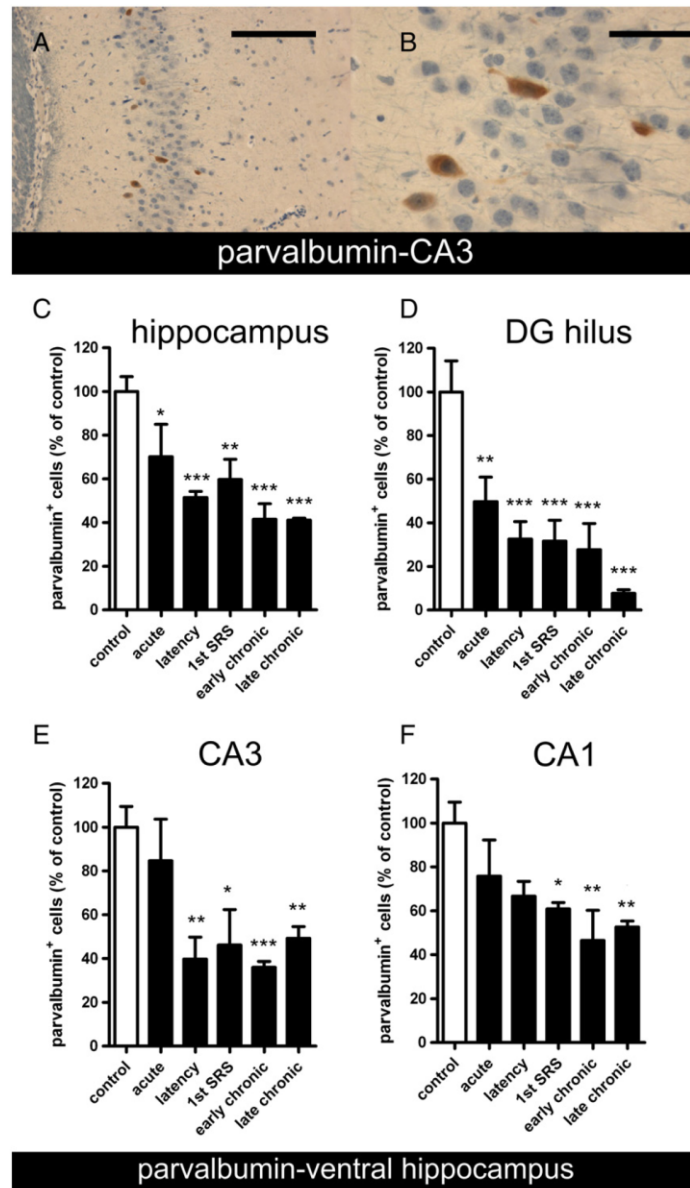 A
B
parvalbumin-CA3
C
hippocampus
parvalbumin⁺ cells (% of control)
120
100
80
60
40
20
0
*
***
**
***
***
control
acute
latency
1st SRS
early chronic
late chronic
D
DG hilus
parvalbumin⁺ cells (% of control)
120
100
80
60
40
20
0
**
***
***
***
***
control
acute
latency
1st SRS
early chronic
late chronic
E
CA3
parvalbumin⁺ cells (% of control)
120
100
80
60
40
20
0
**
*
***
**
control
acute
latency
1st SRS
early chronic
late chronic
F
CA1
parvalbumin⁺ cells (% of control)
120
100
80
60
40
20
0
*
**
**
control
acute
latency
1st SRS
early chronic
late chronic
parvalbumin-ventral hippocampus